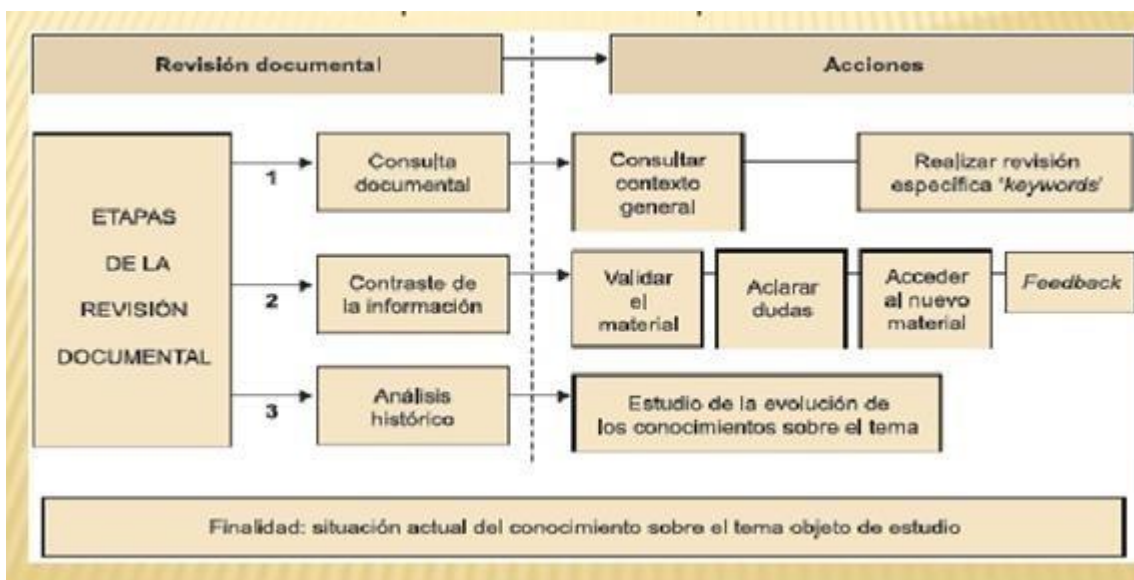 Revisión documental
Acciones
ETAPAS
DE LA
REVISIÓN
DOCUMENTAL
1
Consulta
documental
Consultar
contexto
general
Realizar revisión
específica 'keywords'
2
Contraste de
la información
Validar
el
material
Aclarar
dudas
Acceder
al nuevo
material
Feedback
3
Análisis
histórico
Estudio de la evolución de
los conocimientos sobre el tema
Finalidad: situación actual del conocimiento sobre el tema objeto de estudio